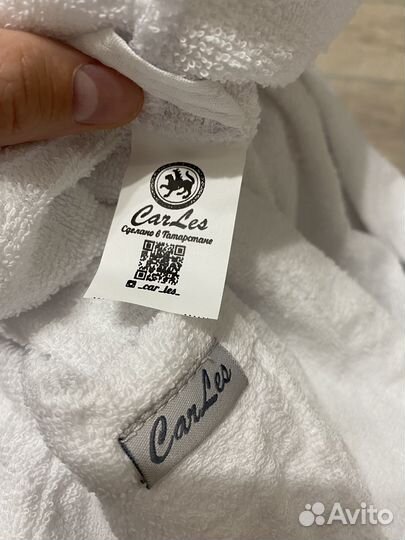 CarLes
Сделано в Татарстане
_car_les_
CarLes
Avito